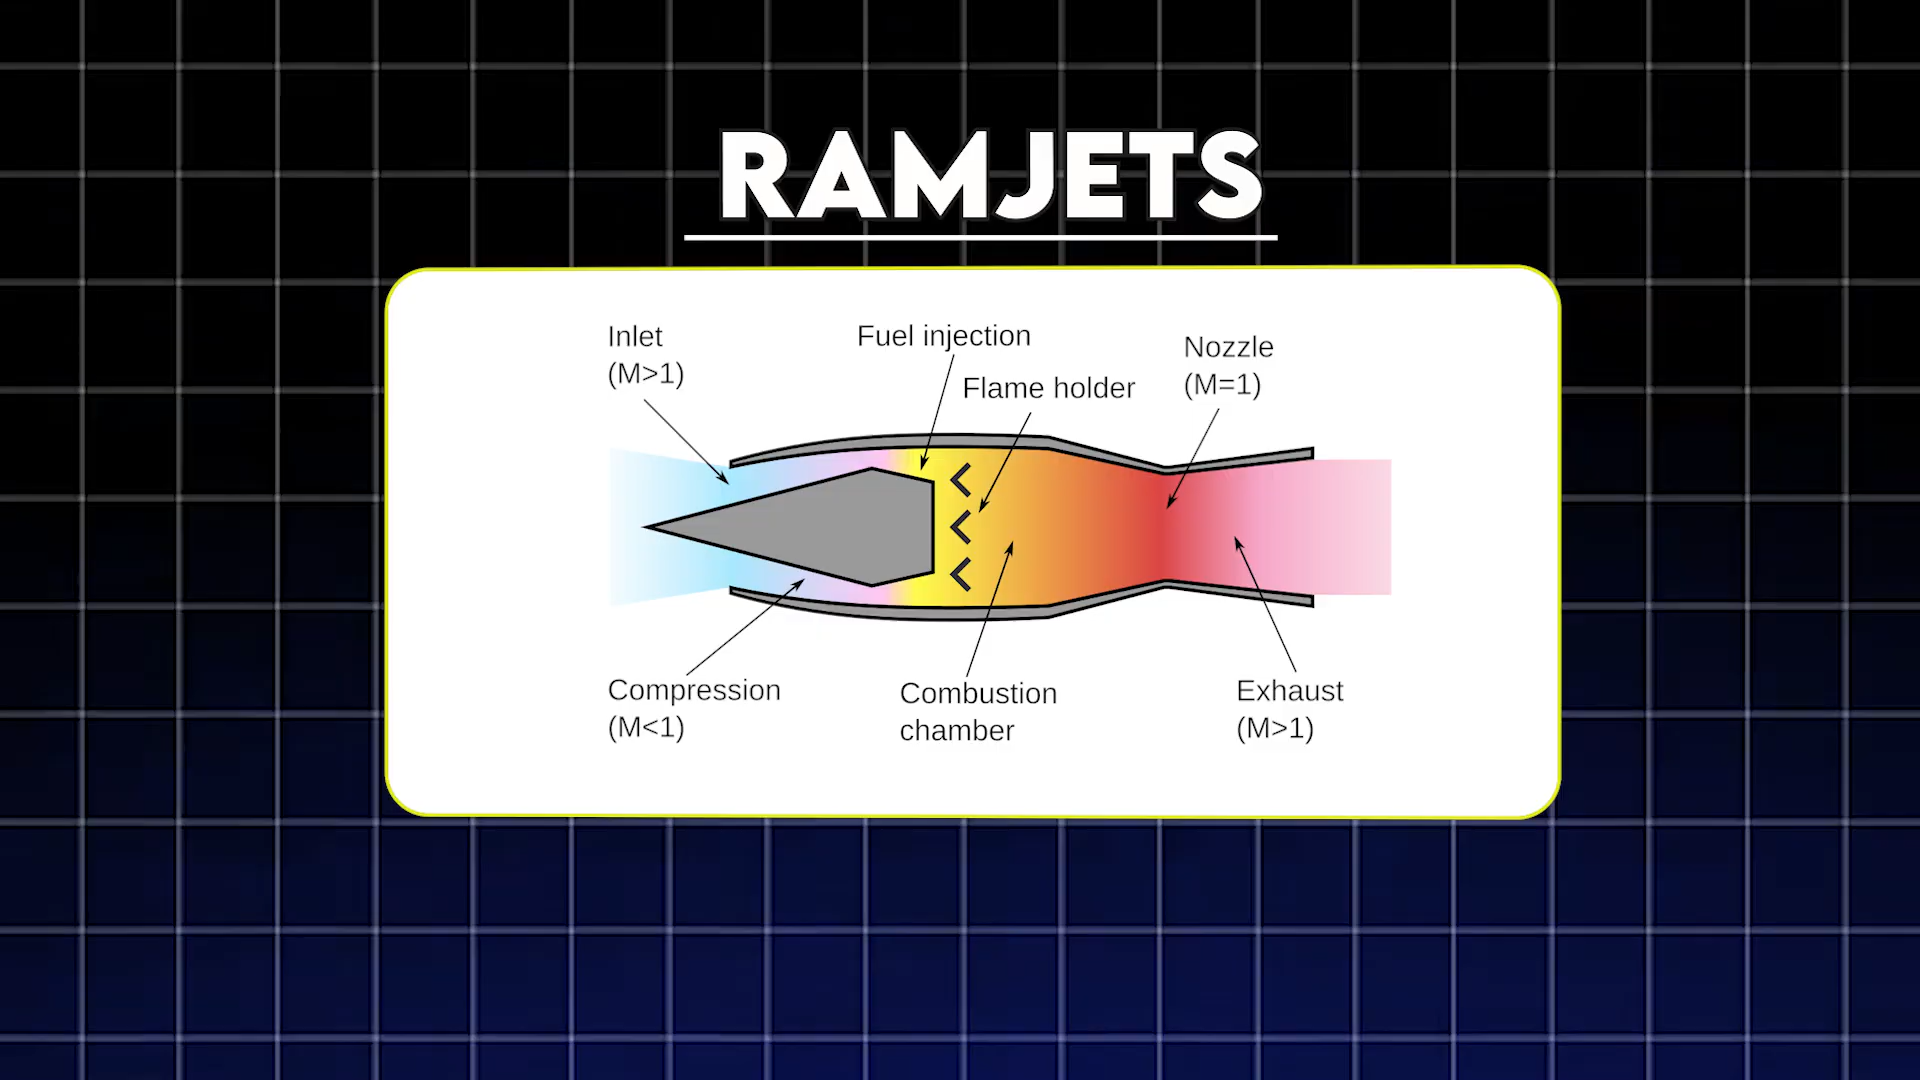 RAMJETS
Inlet
(M>1)
Fuel injection
Flame holder
Nozzle
(M=1)
Compression
(M<1)
Combustion
chamber
Exhaust
(M>1)